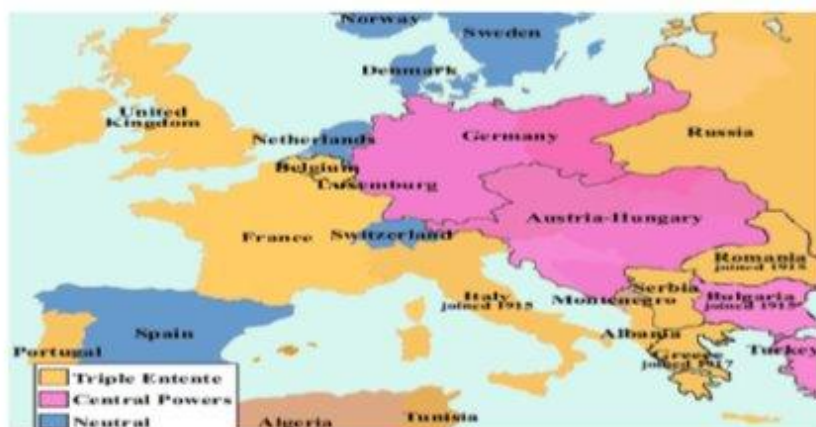 Norway
Sweden
Denmark
United
Kingdom
Netherlands
Germany
Russia
Belgium
Luxemburg
Austria-Hungary
France
Switzerland
Romania
joined 1915
Serbia
Italy
joined 1915
Montenegro
Bulgaria
joined 1915
Spain
Albania
Portugal
Greece
joined 1917
Turkey
Triple Entente
Central Powers
Neutral
Algeria
Tunisia